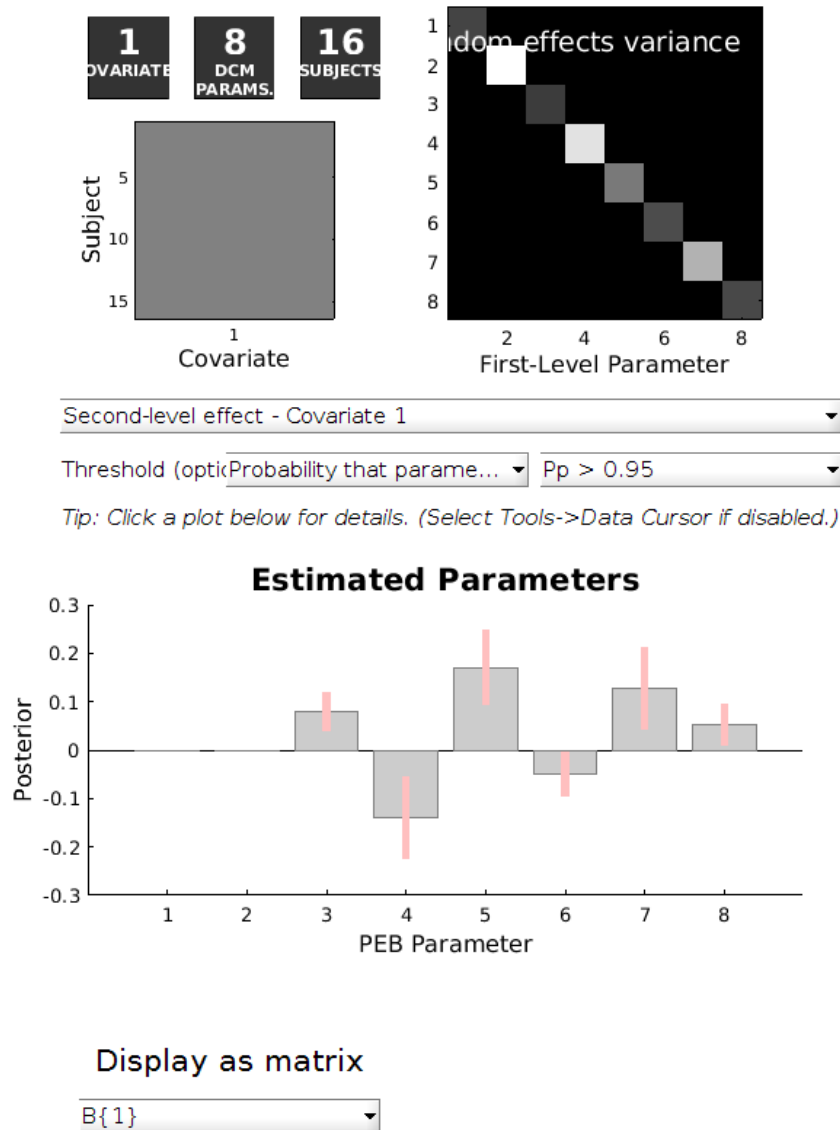 1 8 16
OVARIATE DCM SUBJECTS
PARAMS.
1
2
3
4
5
6
7
8
ndom effects variance
2 4 6 8
First-Level Parameter
Subject
5
10
15
1
Covariate
Second-level effect - Covariate 1
Threshold (optic Probability that parame... Pp > 0.95
Tip: Click a plot below for details. (Select Tools->Data Cursor if disabled.)
Estimated Parameters
Posterior
0.3
0.2
0.1
0
-0.1
-0.2
-0.3
1 2 3 4 5 6 7 8
PEB Parameter
Display as matrix
B{1}